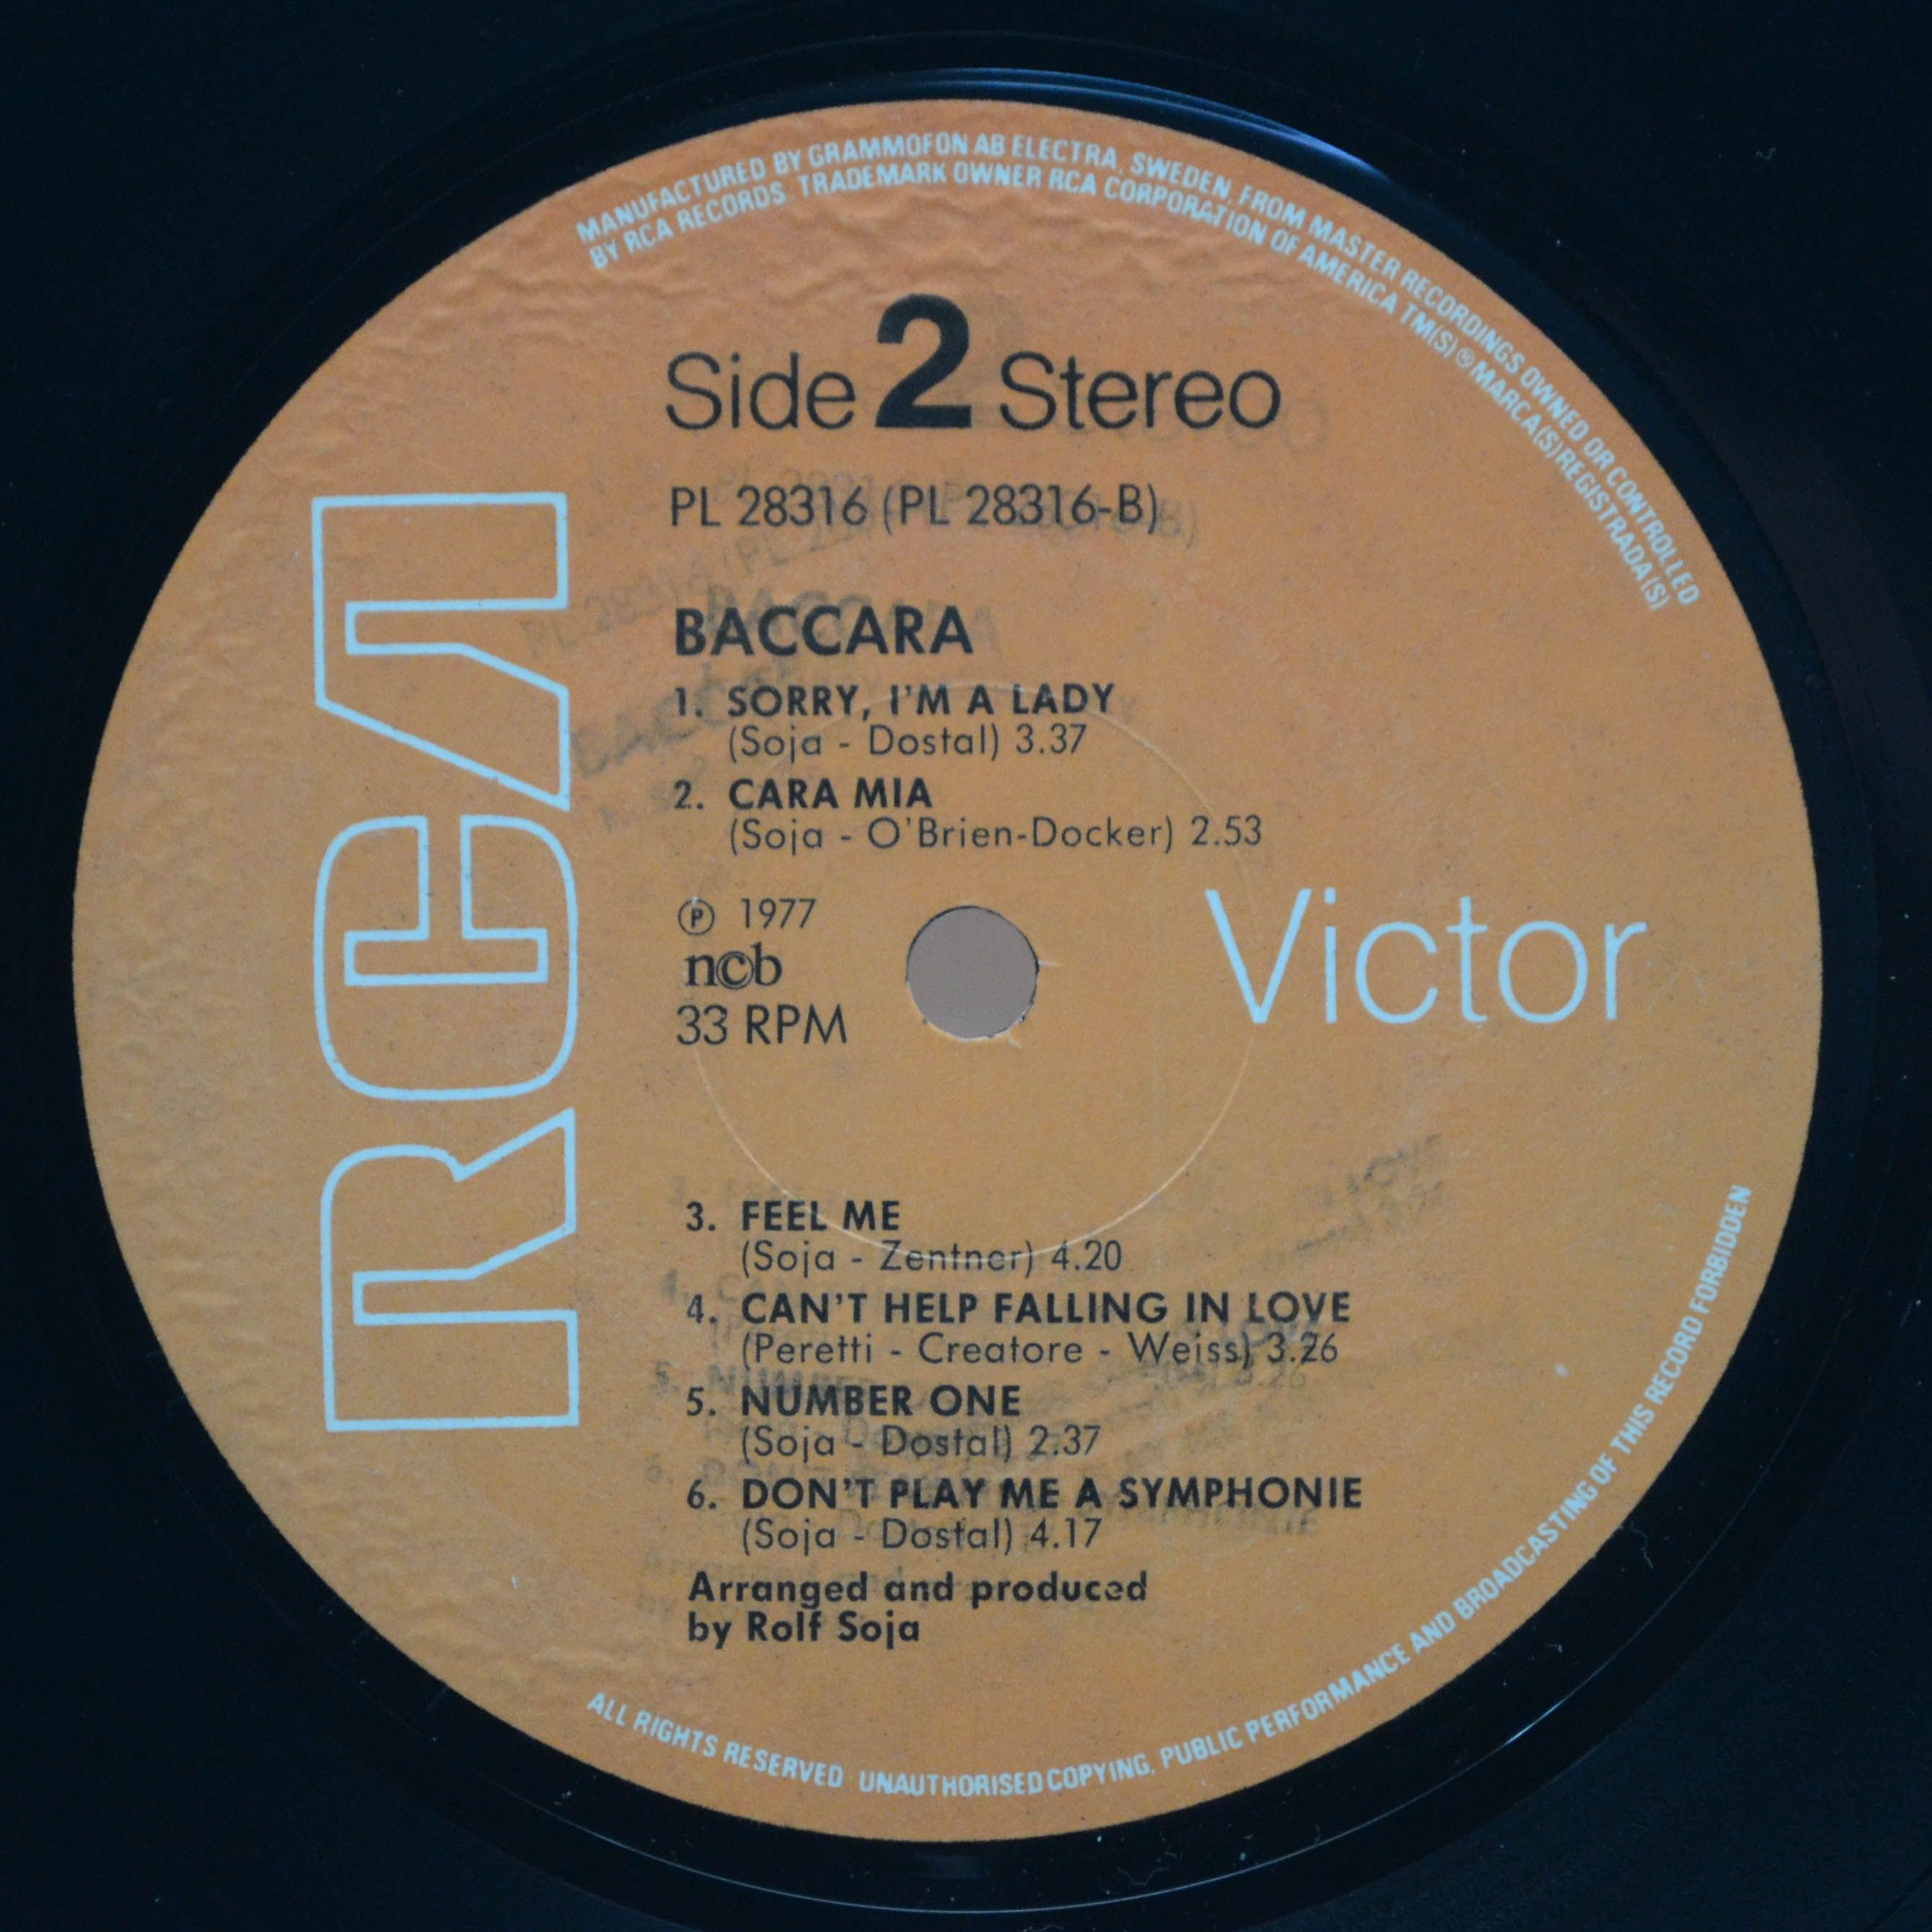 MANUFACTURED BY GRAMMOFON AB ELECTRA, SWEDEN, FROM MASTER RECORDINGS OWNED OR CONTROLLED
BY RCA RECORDS. TRADEMARK OWNER RCA CORPORATION OF AMERICA TM(S) ® MARCA(S) REGISTRADA(S)
Side 2 Stereo
PL 28316 (PL 28316-B)
RCA
BACCARA
1. SORRY, I'M A LADY
(Soja - Dostal) 3.37
2. CARA MIA
(Soja - O'Brien-Docker) 2.53
℗ 1977
ncb
33 RPM
Victor
3. FEEL ME
(Soja - Zentner) 4.20
4. CAN'T HELP FALLING IN LOVE
(Peretti - Creatore - Weiss) 3.26
5. NUMBER ONE
(Soja - Dostal) 2.37
6. DON'T PLAY ME A SYMPHONIE
(Soja - Dostal) 4.17
Arranged and produced
by Rolf Soja
ALL RIGHTS RESERVED · UNAUTHORISED COPYING, PUBLIC PERFORMANCE AND BROADCASTING OF THIS RECORD FORBIDDEN